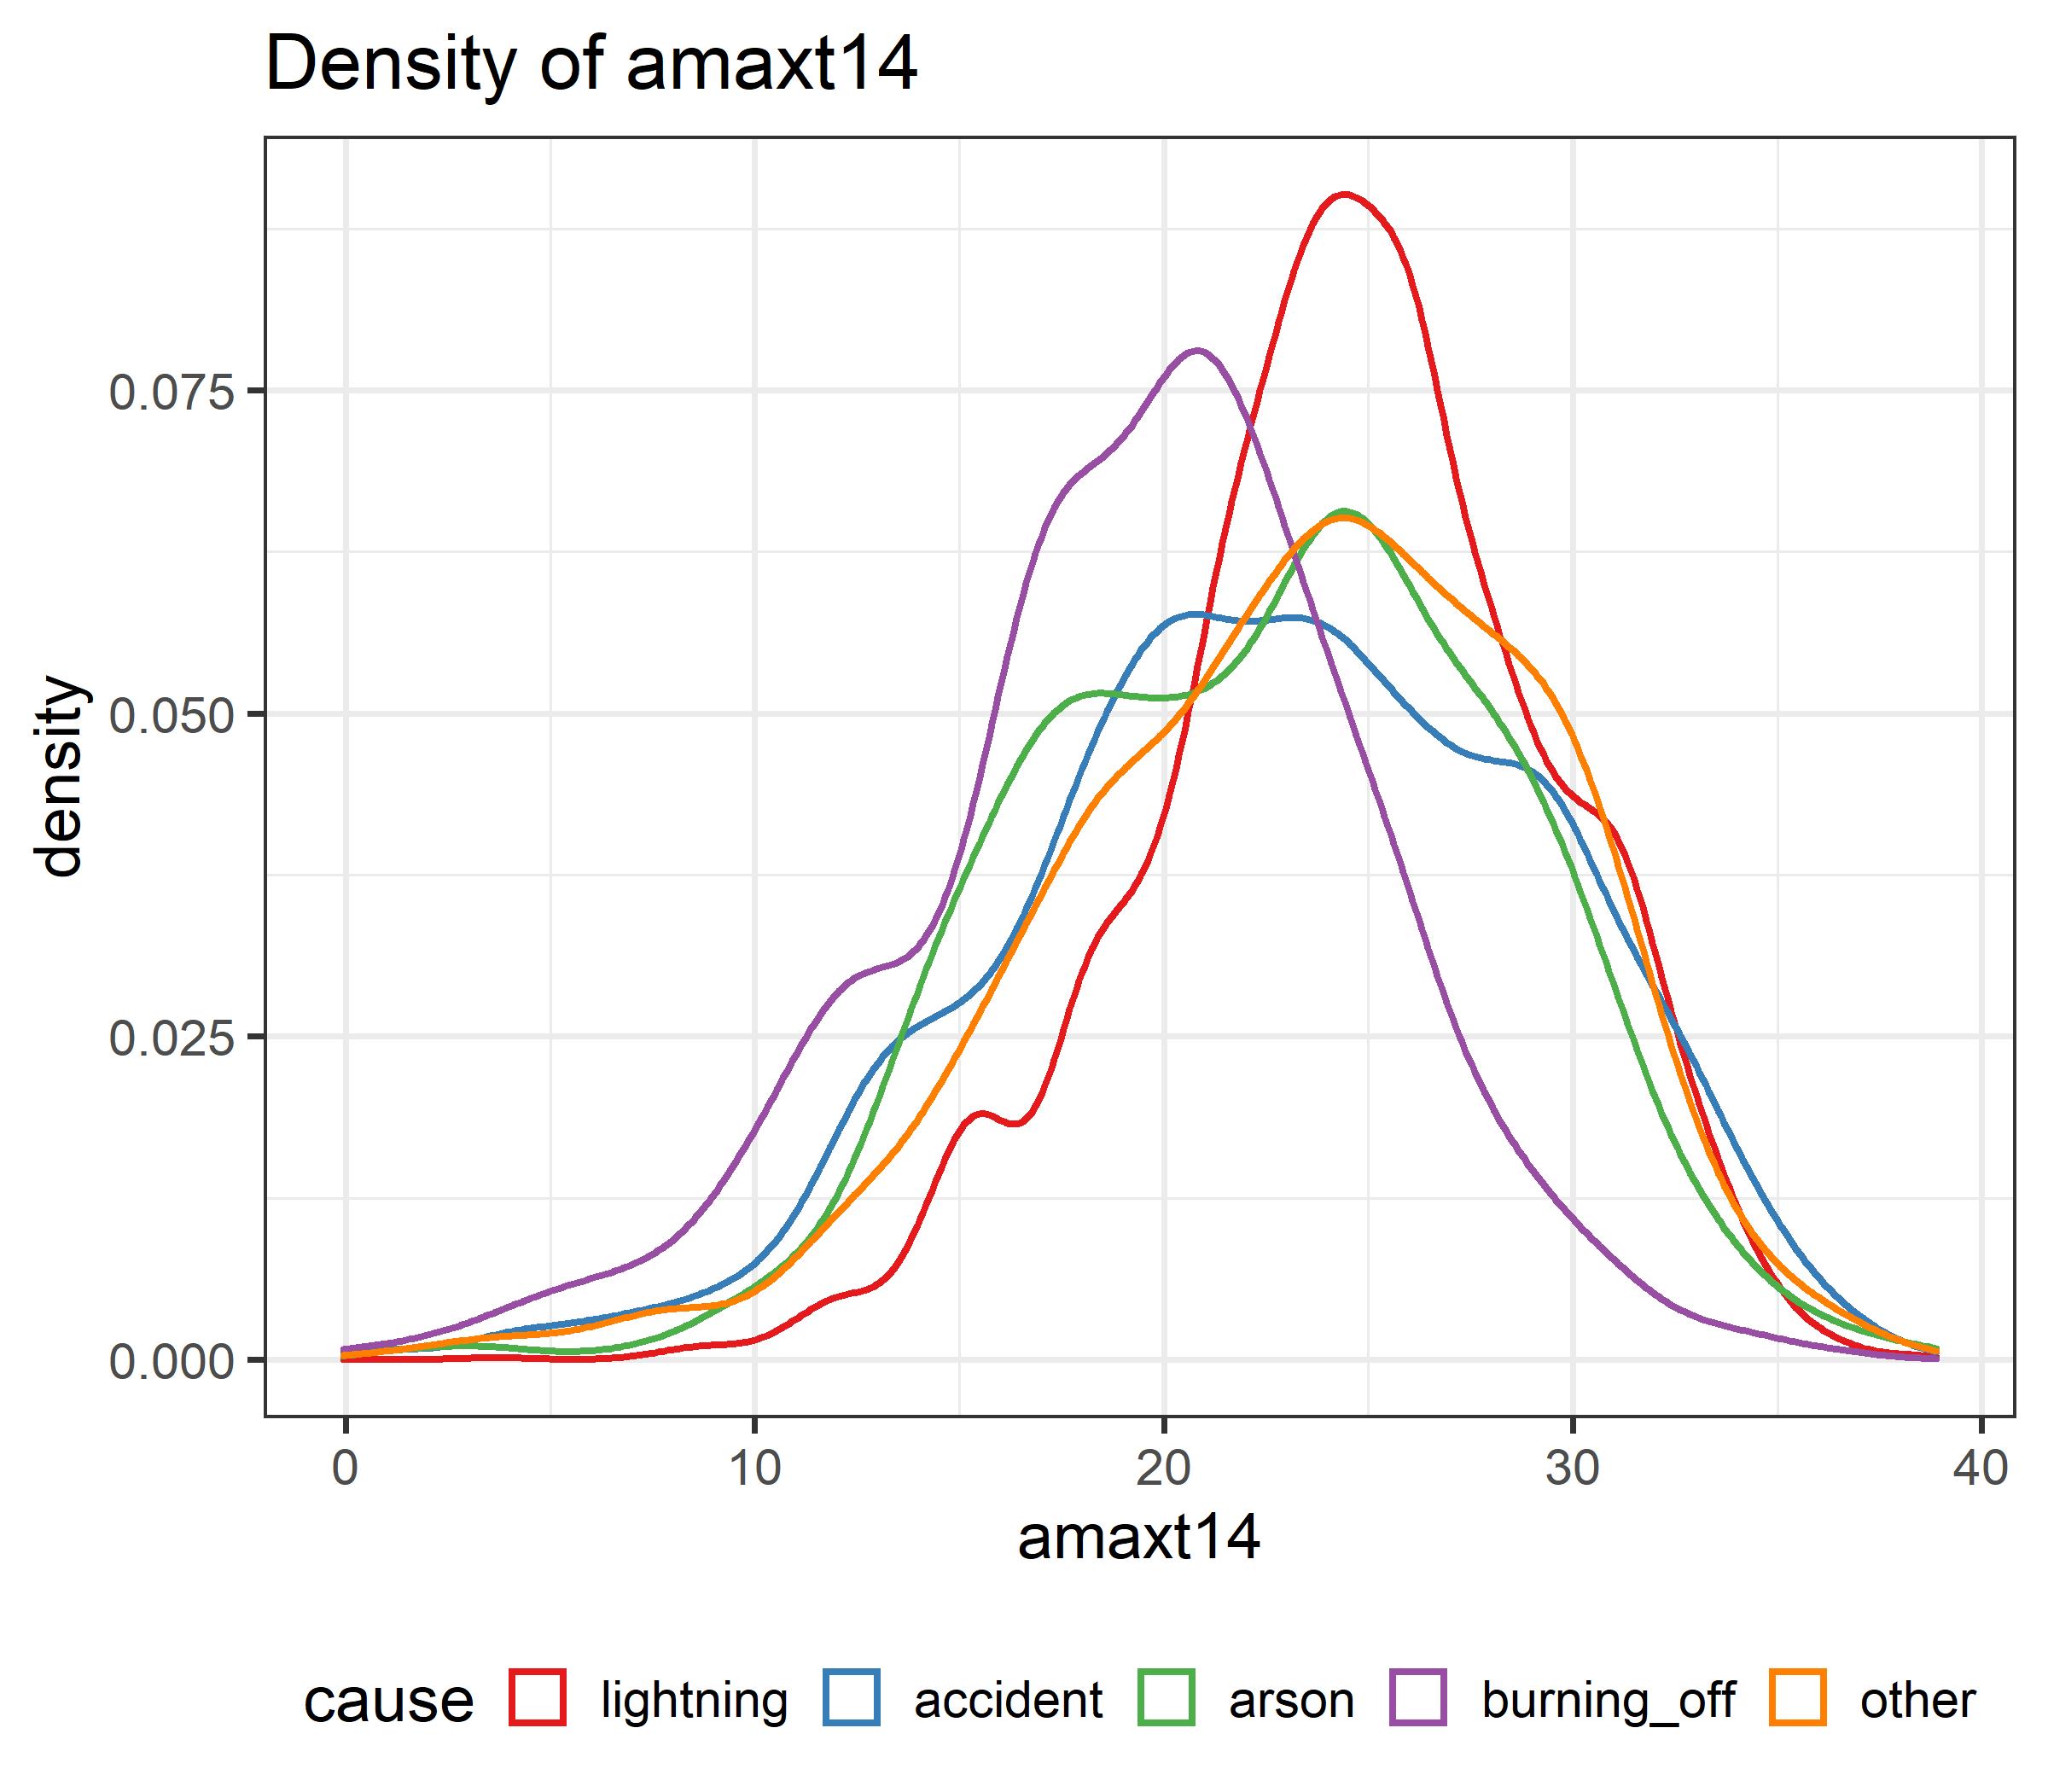 Density of amaxt14
density
0.075
0.050
0.025
0.000
0 10 20 30 40
amaxt14
cause lightning accident arson burning_off other